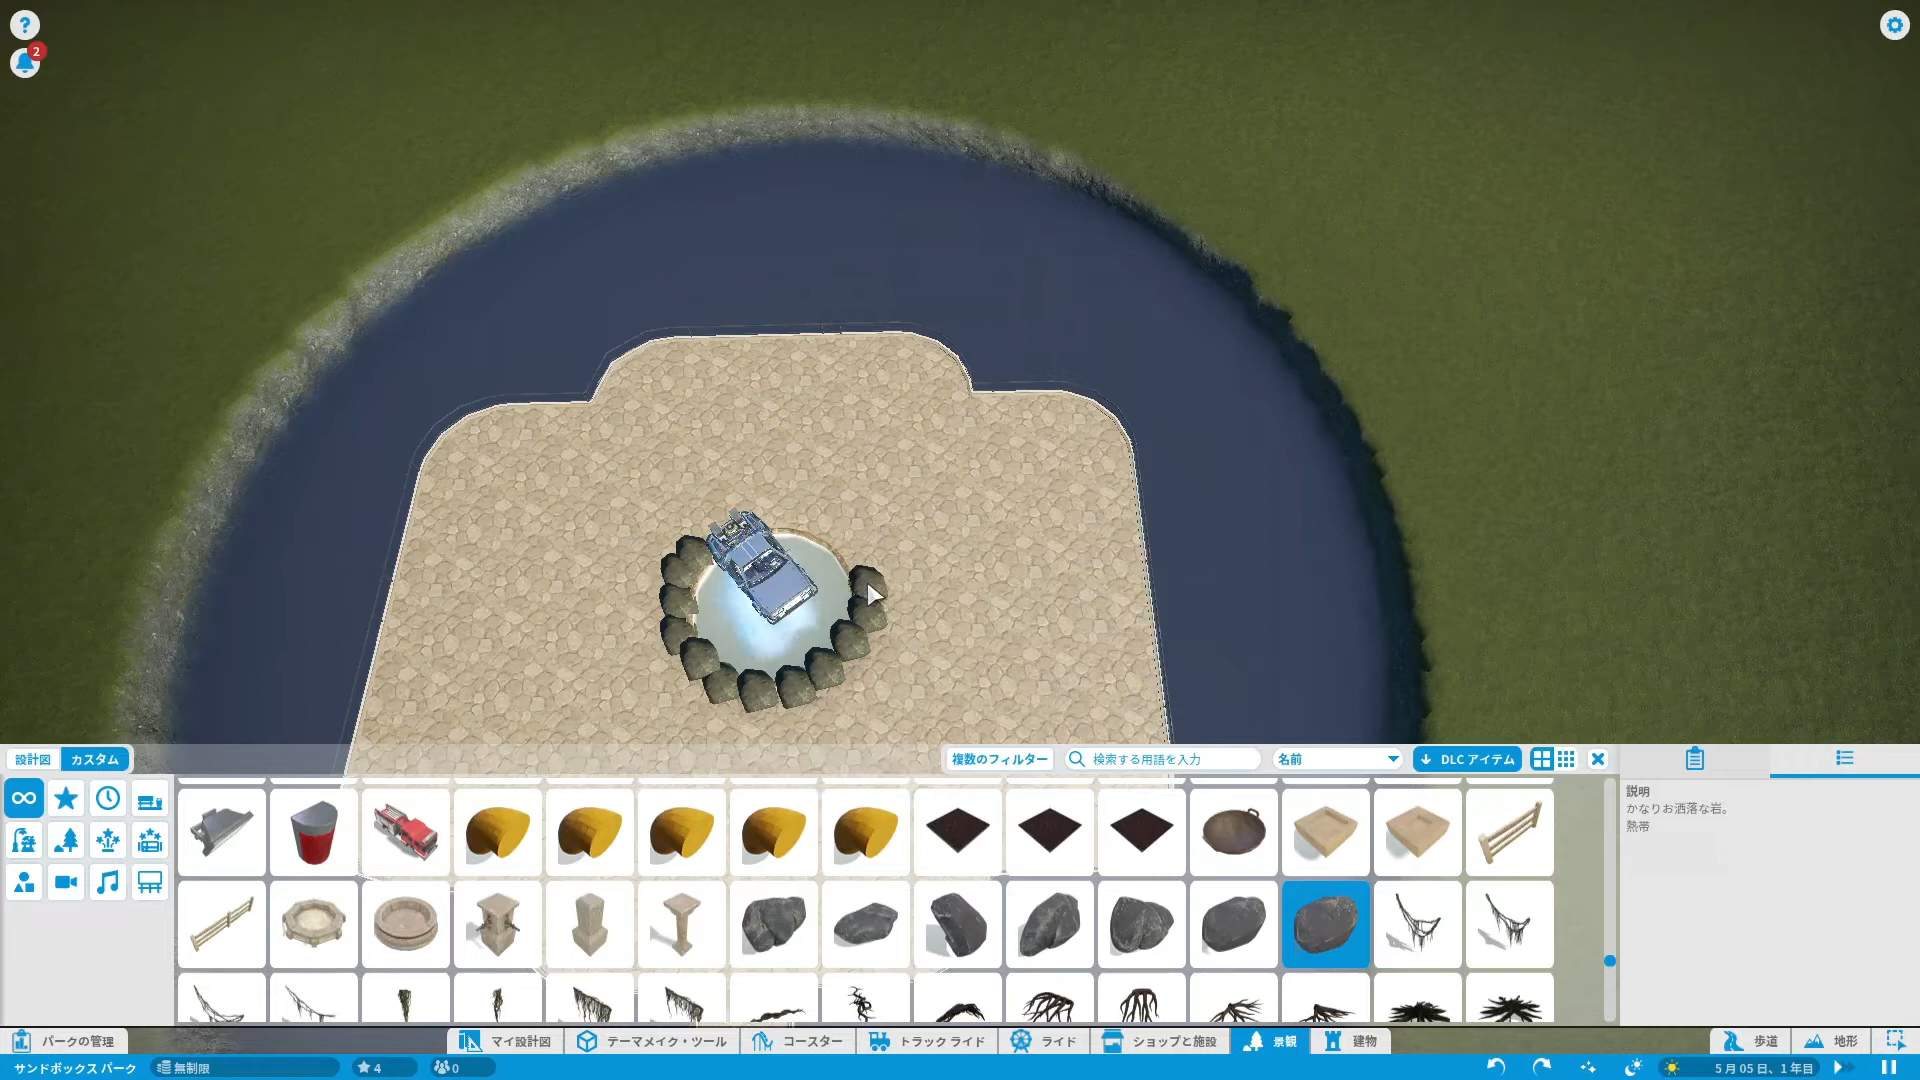 ?
2
設計図
カスタム
複数のフィルター
検索する用語を入力
名前
DLC アイテム
説明
かなりお洒落な岩。
熱帯
パークの管理
マイ設計図
テーマメイク・ツール
コースター
トラック ライド
ライド
ショップと施設
景観
建物
歩道
地形
サンドボックス パーク
無制限
4
0
5 月 05 日、1 年目